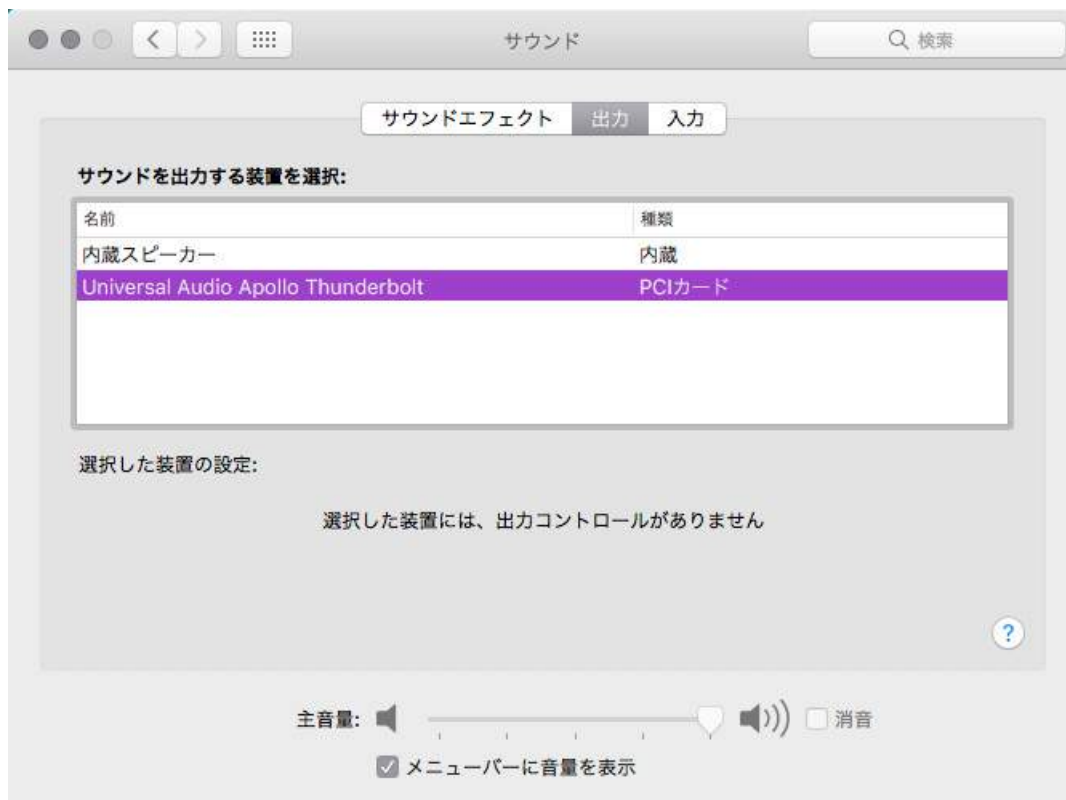 サウンド
検索
サウンドエフェクト 出力 入力
サウンドを出力する装置を選択:
名前 種類
内蔵スピーカー 内蔵
Universal Audio Apollo Thunderbolt PCIカード
選択した装置の設定:
選択した装置には、出力コントロールがありません
?
主音量: 消音
メニューバーに音量を表示